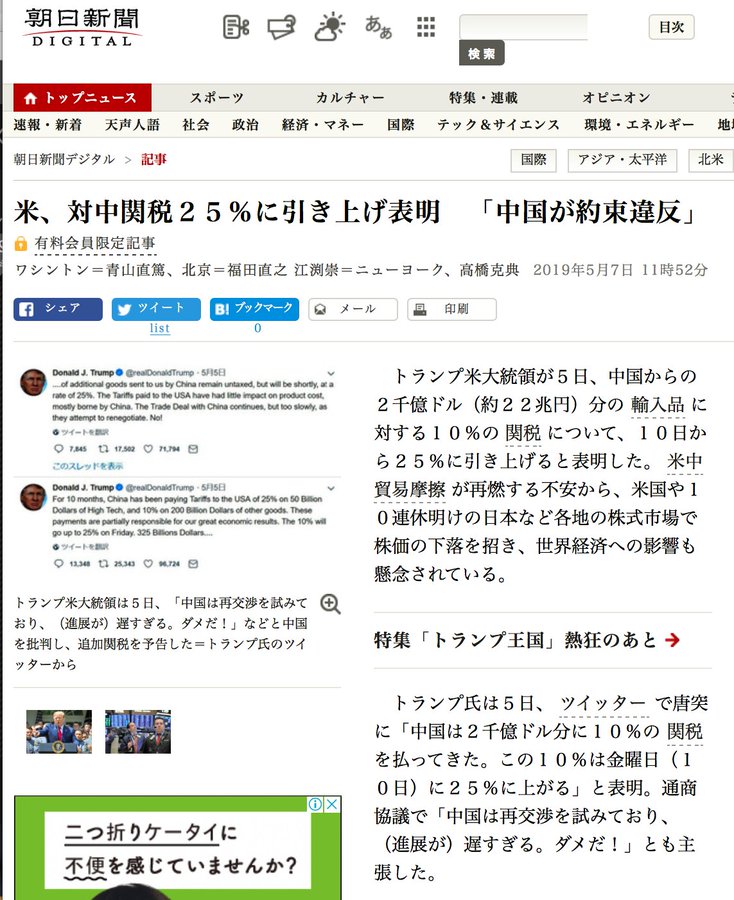 朝日新聞
DIGITAL
検索
目次
トップニュース スポーツ カルチャー 特集・連載 オピニオン
速報・新着 天声人語 社会 政治 経済・マネー 国際 テック＆サイエンス 環境・エネルギー 地域
朝日新聞デジタル > 記事
国際 アジア・太平洋 北米
米、対中関税２５％に引き上げ表明　「中国が約束違反」
有料会員限定記事
ワシントン＝青山直篤、北京＝福田直之 江渕崇＝ニューヨーク、高橋克典 2019年5月7日 11時52分
シェア ツイート B! ブックマーク メール 印刷
list 0
Donald J. Trump @realDonaldTrump · 5月5日
....of additional goods sent to us by China remain untaxed, but will be shortly, at a
rate of 25%. The Tariffs paid to the USA have had little impact on product cost,
mostly borne by China. The Trade Deal with China continues, but too slowly, as
they attempt to renegotiate. No!
ツイートを翻訳
7,845 17,502 71,794
このスレッドを表示
Donald J. Trump @realDonaldTrump · 5月5日
For 10 months, China has been paying Tariffs to the USA of 25% on 50 Billion
Dollars of High Tech, and 10% on 200 Billion Dollars of other goods. These
payments are partially responsible for our great economic results. The 10% will
go up to 25% on Friday. 325 Billions Dollars....
ツイートを翻訳
13,348 25,343 96,724
トランプ米大統領は５日、「中国は再交渉を試みて
おり、（進展が）遅すぎる。ダメだ！」などと中国
を批判し、追加関税を予告した＝トランプ氏のツイ
ッターから
二つ折りケータイに
不便を感じていませんか?
トランプ米大統領が５日、中国からの
２千億ドル（約２２兆円）分の 輸入品 に
対する１０％の 関税 について、１０日か
ら２５％に引き上げると表明した。 米中
貿易摩擦 が再燃する不安から、米国や１
０連休明けの日本など各地の株式市場で
株価の下落を招き、世界経済への影響も
懸念されている。
特集「トランプ王国」熱狂のあと
トランプ氏は５日、 ツイッター で唐突
に「中国は２千億ドル分に１０％の 関税
を払ってきた。この１０％は金曜日（１
０日）に２５％に上がる」と表明。通商
協議で「中国は再交渉を試みており、
（進展が）遅すぎる。ダメだ！」とも主
張した。